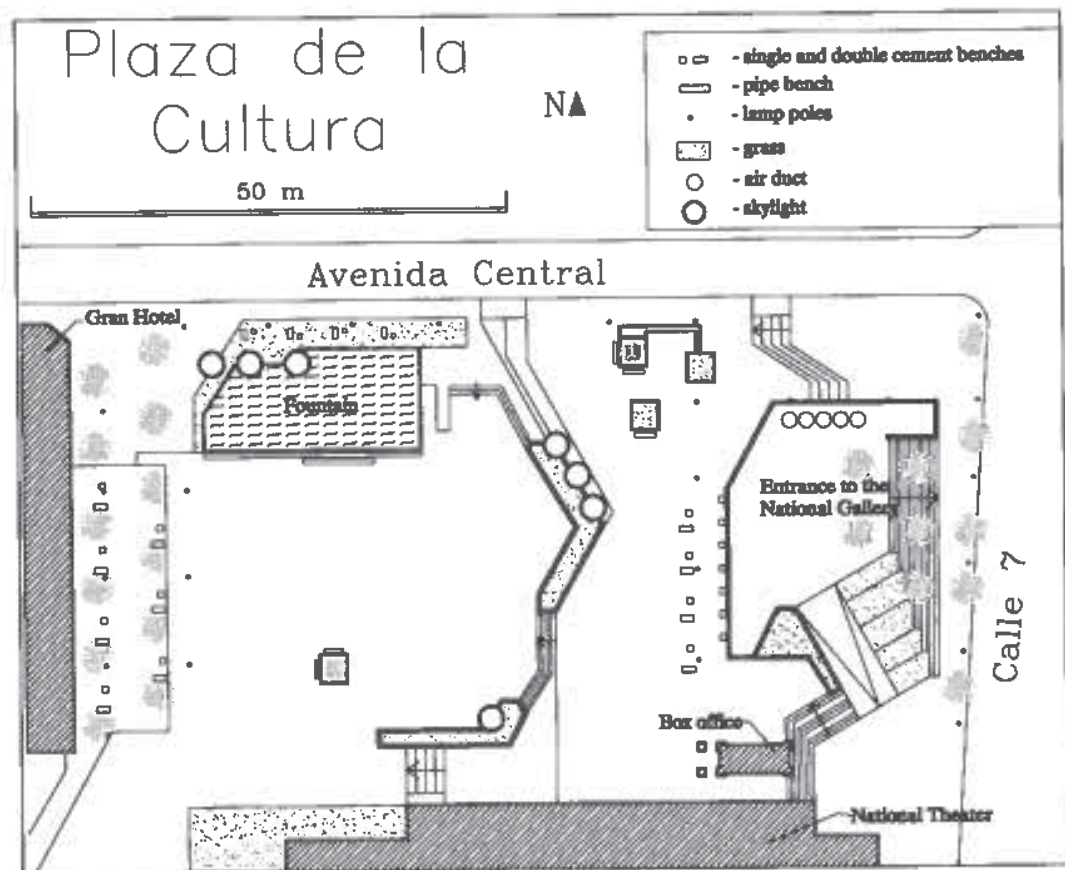 Plaza de la
Cultura
N
50 m
- single and double cement benches
- pipe bench
- lamp poles
- grass
- air duct
- skylight
Avenida Central
Gran Hotel
Fountain
Entrance to the
National Gallery
Calle 7
Box office
National Theater